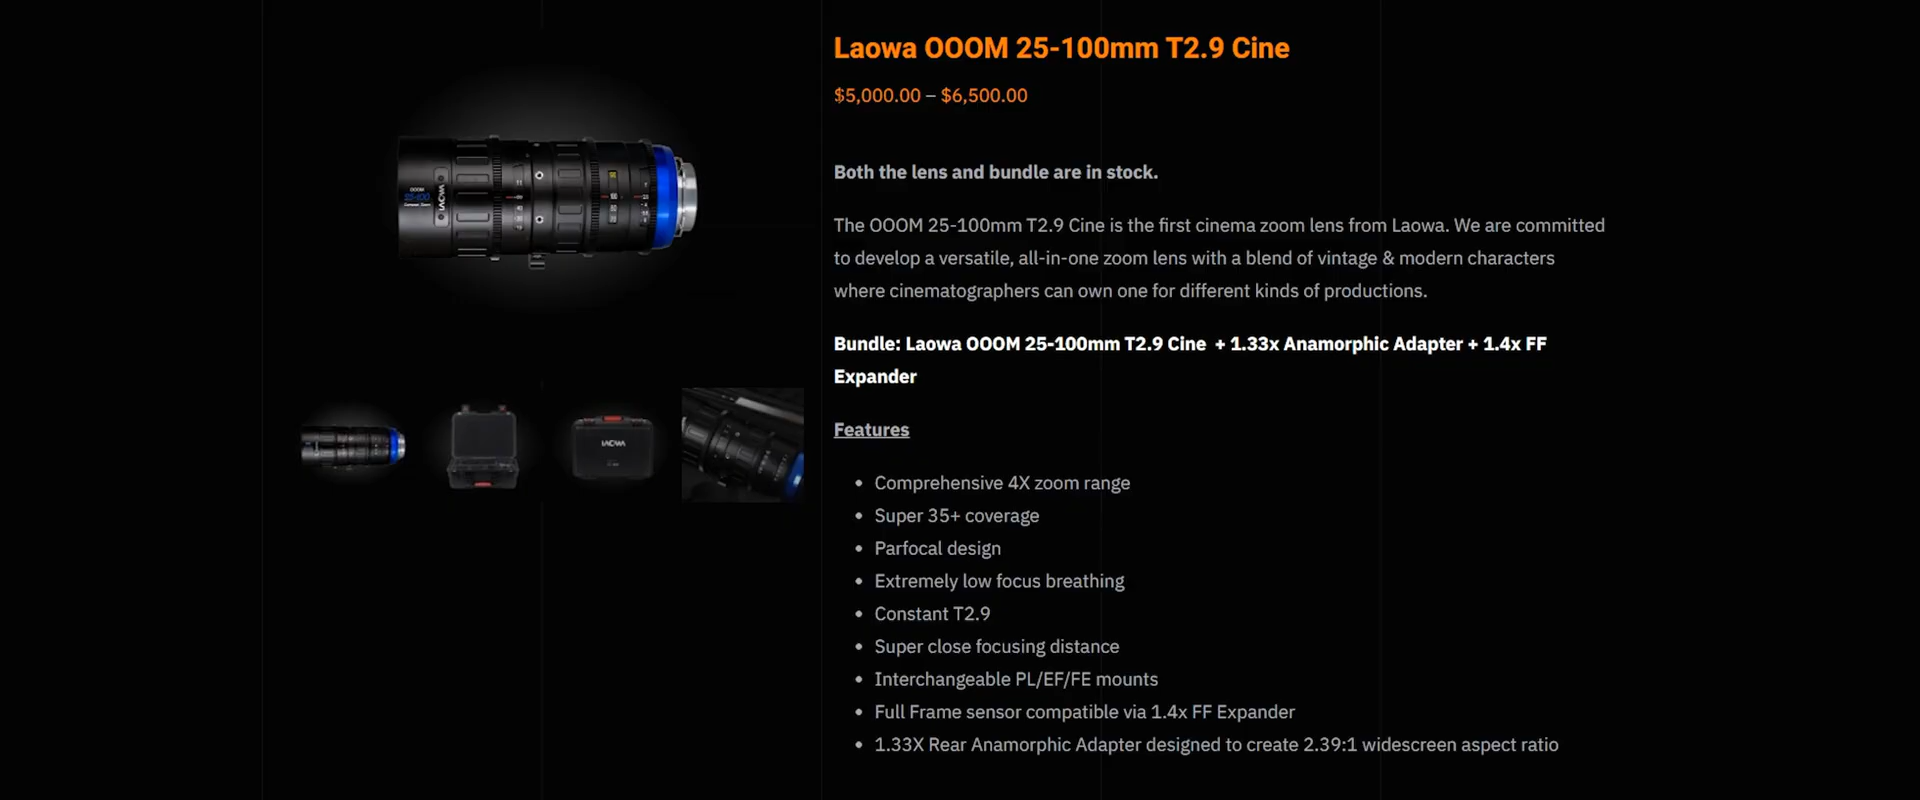 Laowa OOOM 25-100mm T2.9 Cine
$5,000.00 – $6,500.00
Both the lens and bundle are in stock.
The OOOM 25-100mm T2.9 Cine is the first cinema zoom lens from Laowa. We are committed
to develop a versatile, all-in-one zoom lens with a blend of vintage & modern characters
where cinematographers can own one for different kinds of productions.
Bundle: Laowa OOOM 25-100mm T2.9 Cine + 1.33x Anamorphic Adapter + 1.4x FF
Expander
Features
• Comprehensive 4X zoom range
• Super 35+ coverage
• Parfocal design
• Extremely low focus breathing
• Constant T2.9
• Super close focusing distance
• Interchangeable PL/EF/FE mounts
• Full Frame sensor compatible via 1.4x FF Expander
• 1.33X Rear Anamorphic Adapter designed to create 2.39:1 widescreen aspect ratio
OOOM
25-100
LAOWA
LAOWA